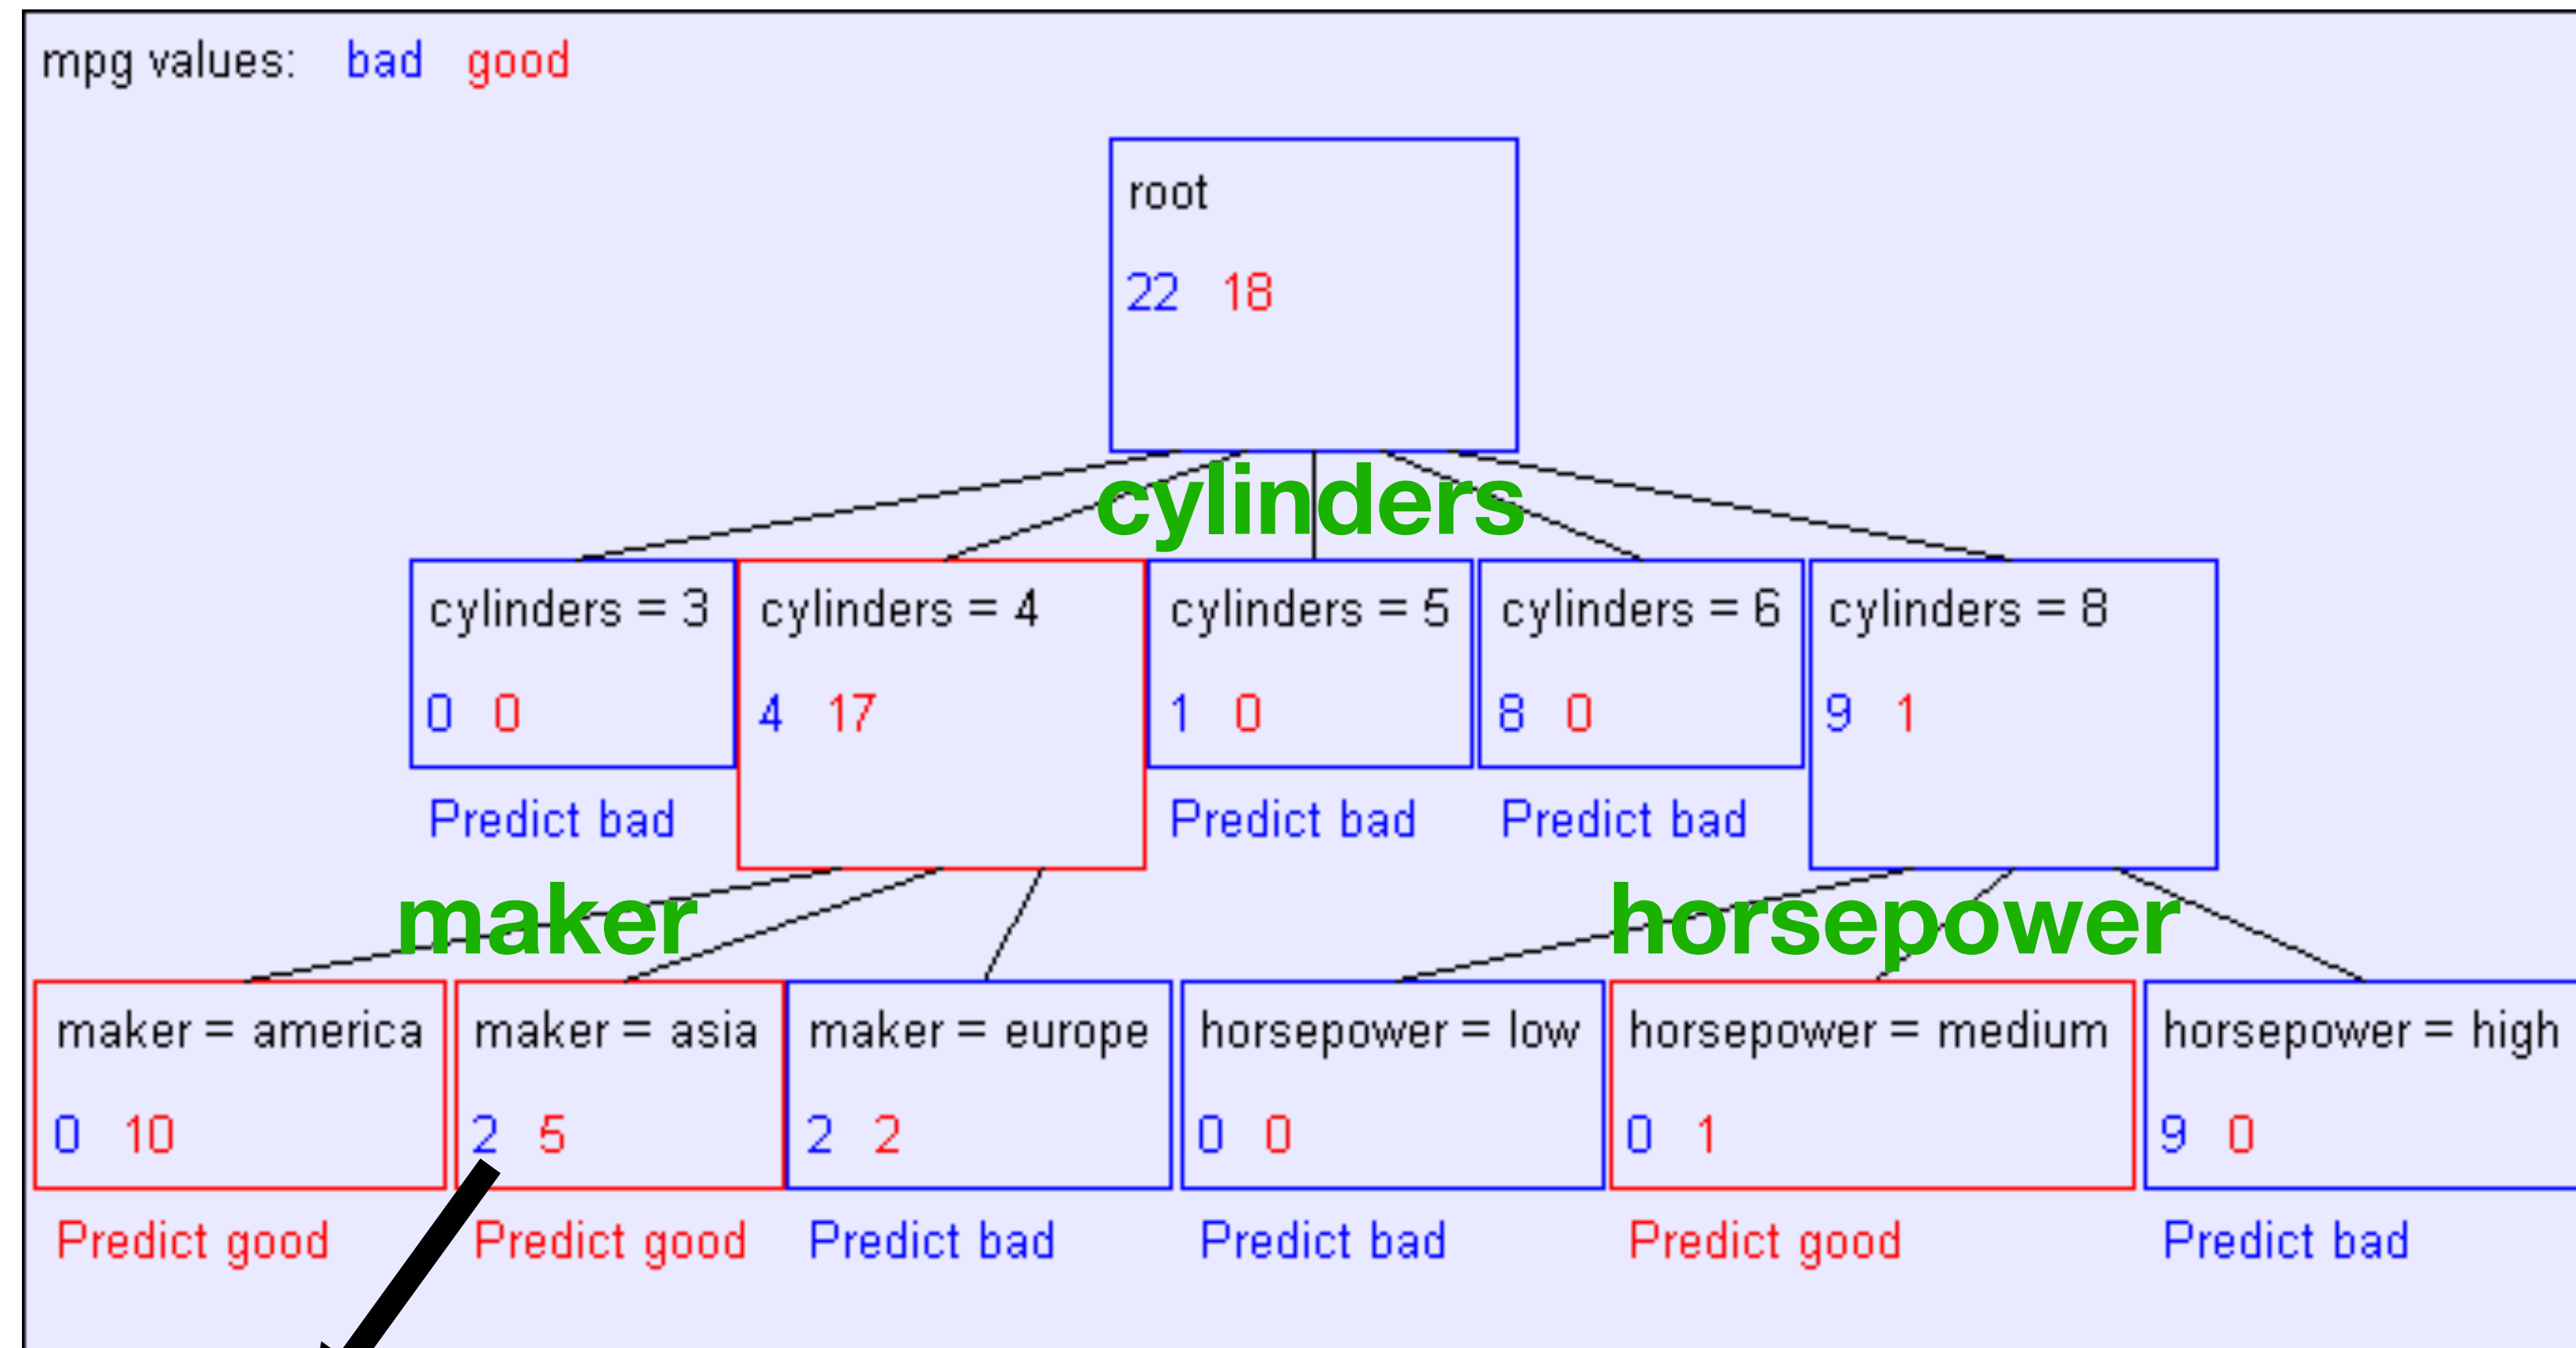 mpg values: bad good
root
22 18
cylinders
cylinders = 3
0 0
Predict bad
cylinders = 4
4 17
cylinders = 5
1 0
Predict bad
cylinders = 6
8 0
Predict bad
cylinders = 8
9 1
maker
horsepower
maker = america
0 10
Predict good
maker = asia
2 5
Predict good
maker = europe
2 2
Predict bad
horsepower = low
0 0
Predict bad
horsepower = medium
0 1
Predict good
horsepower = high
9 0
Predict bad